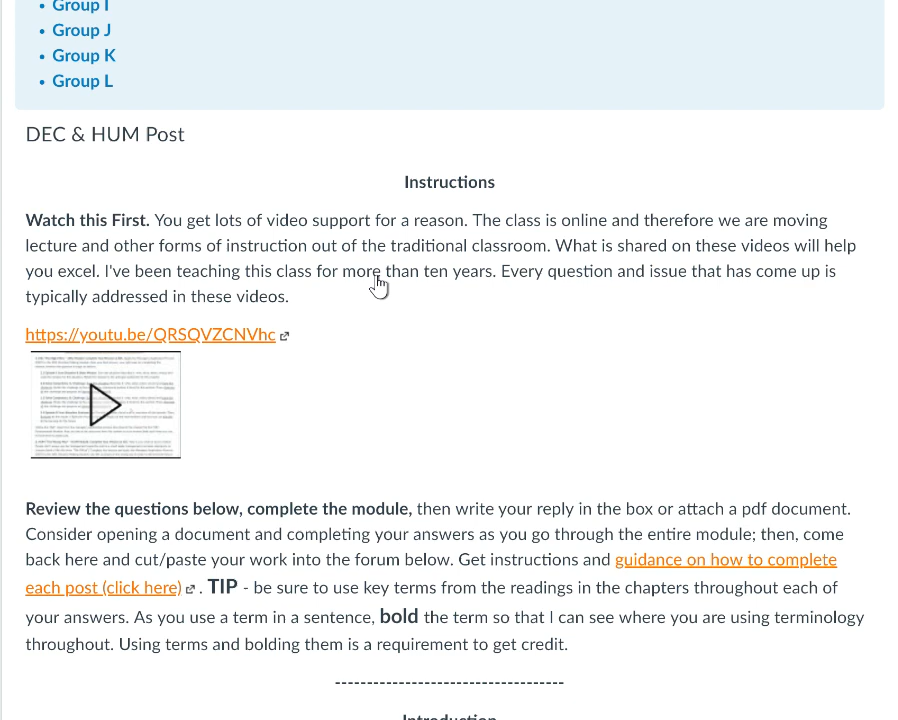 Group I
Group J
Group K
Group L
DEC & HUM Post
Instructions
Watch this First. You get lots of video support for a reason. The class is online and therefore we are moving
lecture and other forms of instruction out of the traditional classroom. What is shared on these videos will help
you excel. I've been teaching this class for more than ten years. Every question and issue that has come up is
typically addressed in these videos.
https://youtu.be/QRSQVZCNVhc
Review the questions below, complete the module, then write your reply in the box or attach a pdf document.
Consider opening a document and completing your answers as you go through the entire module; then, come
back here and cut/paste your work into the forum below. Get instructions and guidance on how to complete
each post (click here) . TIP - be sure to use key terms from the readings in the chapters throughout each of
your answers. As you use a term in a sentence, bold the term so that I can see where you are using terminology
throughout. Using terms and bolding them is a requirement to get credit.
------------------------------------
Introduction